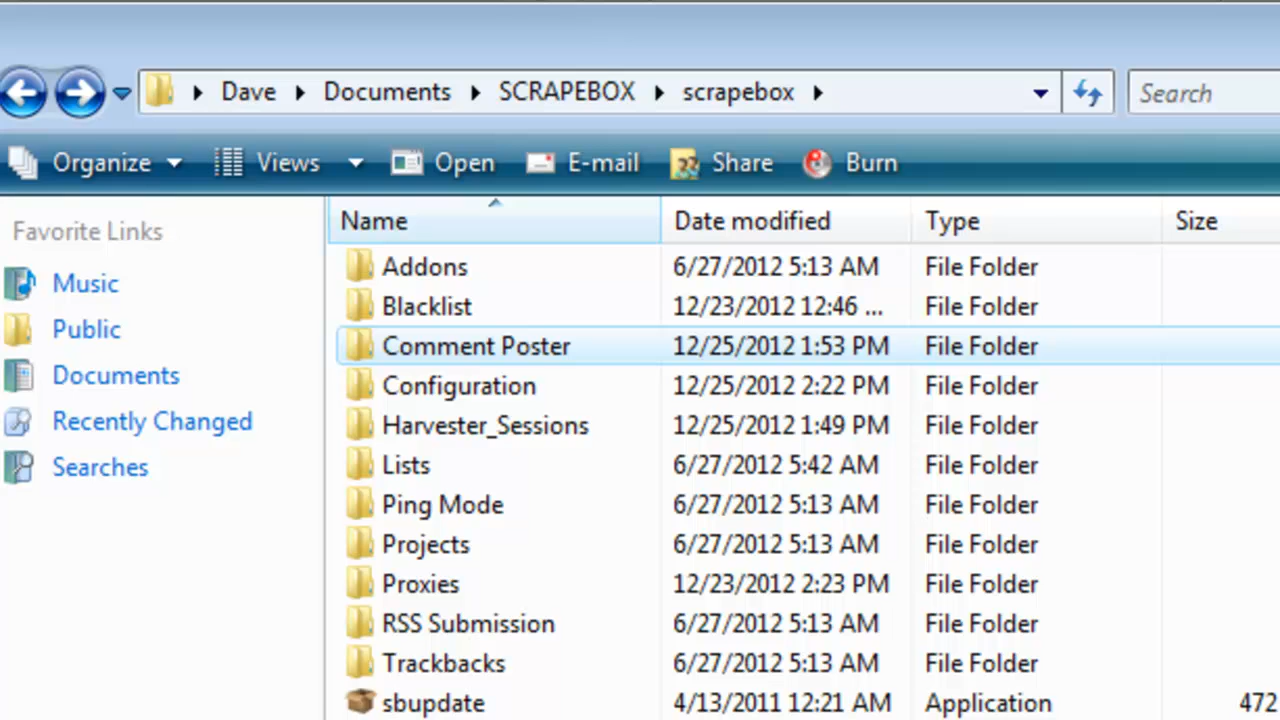 Dave Documents SCRAPEBOX scrapebox Search
Organize Views Open E-mail Share Burn
Favorite Links
Music
Public
Documents
Recently Changed
Searches
Name Date modified Type Size
Addons 6/27/2012 5:13 AM File Folder
Blacklist 12/23/2012 12:46 ... File Folder
Comment Poster 12/25/2012 1:53 PM File Folder
Configuration 12/25/2012 2:22 PM File Folder
Harvester_Sessions 12/25/2012 1:49 PM File Folder
Lists 6/27/2012 5:42 AM File Folder
Ping Mode 6/27/2012 5:13 AM File Folder
Projects 6/27/2012 5:13 AM File Folder
Proxies 12/23/2012 2:23 PM File Folder
RSS Submission 6/27/2012 5:13 AM File Folder
Trackbacks 6/27/2012 5:13 AM File Folder
sbupdate 4/13/2011 12:21 AM Application 472